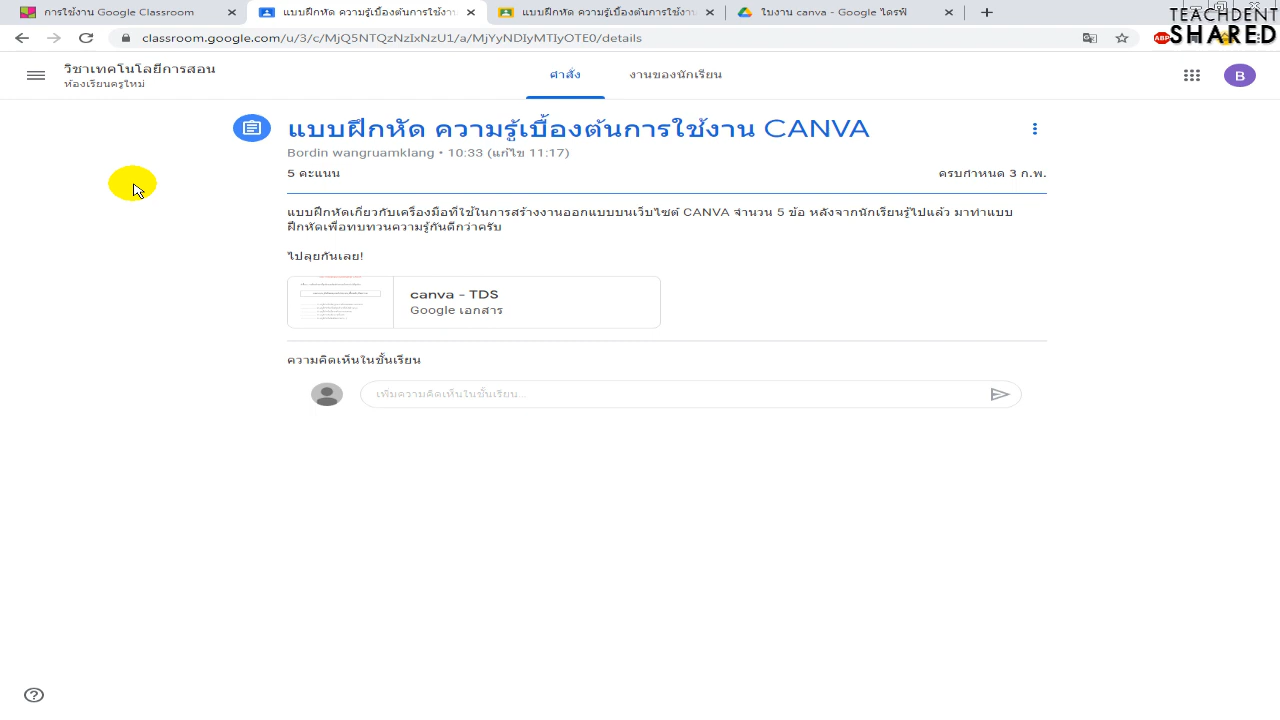 การใช้งาน Google Classroom
แบบฝึกหัด ความรู้เบื้องต้นการใช้งาน
แบบฝึกหัด ความรู้เบื้องต้นการใช้งาน
ใบงาน canva - Google ไดรฟ์
TEACHDENT
SHARED
classroom.google.com/u/3/c/MjQ5NTQzNzIxNzU1/a/MjYyNDIyMTIyOTE0/details
ABP
วิชาเทคโนโลยีการสอน
ห้องเรียนครูใหม่
คำสั่ง
งานของนักเรียน
B
แบบฝึกหัด ความรู้เบื้องต้นการใช้งาน CANVA
Bordin wangruamklang • 10:33 (แก้ไข 11:17)
5 คะแนน
ครบกำหนด 3 ก.พ.
แบบฝึกหัดเกี่ยวกับเครื่องมือที่ใช้ในการสร้างงานออกแบบบนเว็บไซต์ CANVA จำนวน 5 ข้อ หลังจากนักเรียนรู้ไปแล้ว มาทำแบบ
ฝึกหัดเพื่อทบทวนความรู้กันดีกว่าครับ
ไปลุยกันเลย!
canva - TDS
Google เอกสาร
ความคิดเห็นในชั้นเรียน
เพิ่มความคิดเห็นในชั้นเรียน...